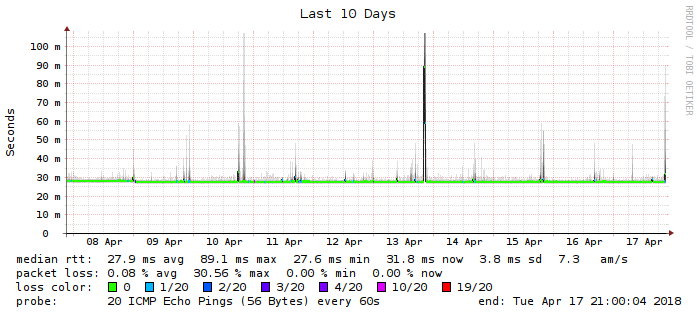 Last 10 Days
RRDTOOL / TOBI OETIKER
Seconds
100 m
90 m
80 m
70 m
60 m
50 m
40 m
30 m
20 m
10 m
0
08 Apr 09 Apr 10 Apr 11 Apr 12 Apr 13 Apr 14 Apr 15 Apr 16 Apr 17 Apr
median rtt: 27.9 ms avg 89.1 ms max 27.6 ms min 31.8 ms now 3.8 ms sd 7.3 am/s
packet loss: 0.08 % avg 30.56 % max 0.00 % min 0.00 % now
loss color: 0 1/20 2/20 3/20 4/20 10/20 19/20
probe: 20 ICMP Echo Pings (56 Bytes) every 60s end: Tue Apr 17 21:00:04 2018